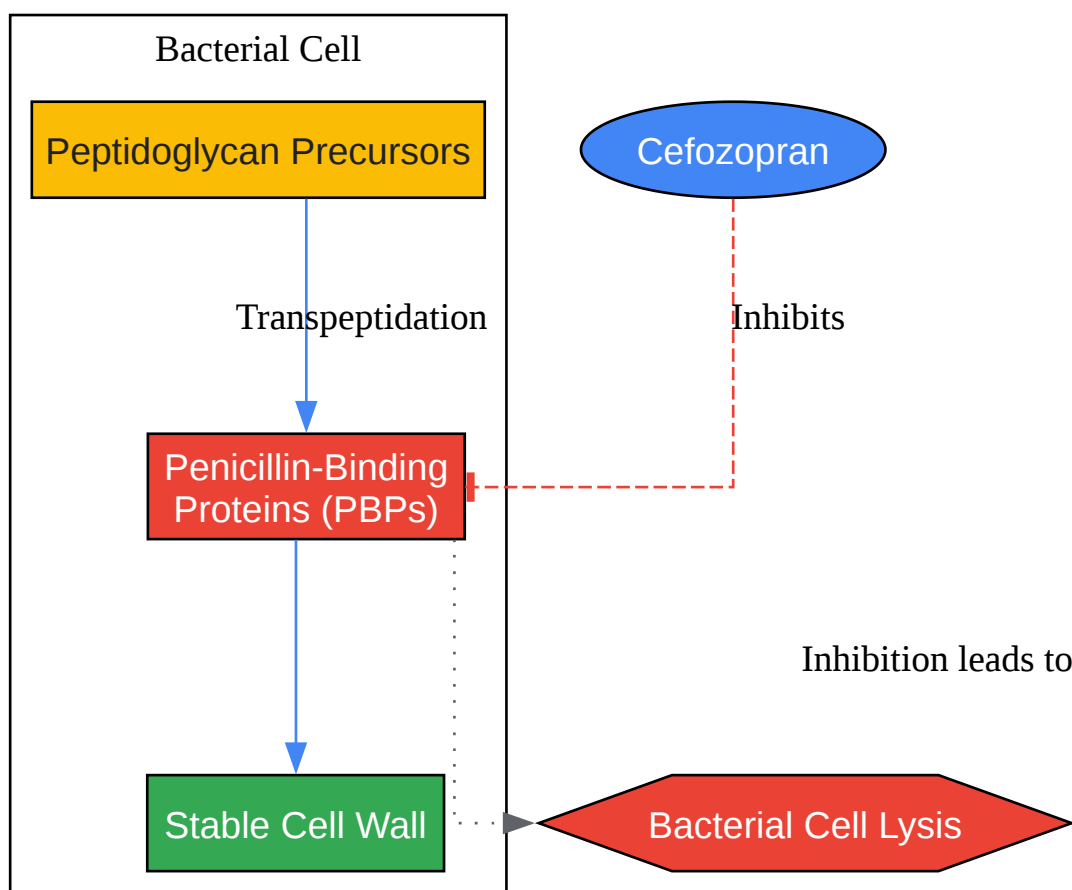 Bacterial Cell
Peptidoglycan Precursors
Cefozopran
Transpeptidation
Inhibits
Penicillin-Binding
Proteins (PBPs)
Inhibition leads to
Stable Cell Wall
Bacterial Cell Lysis